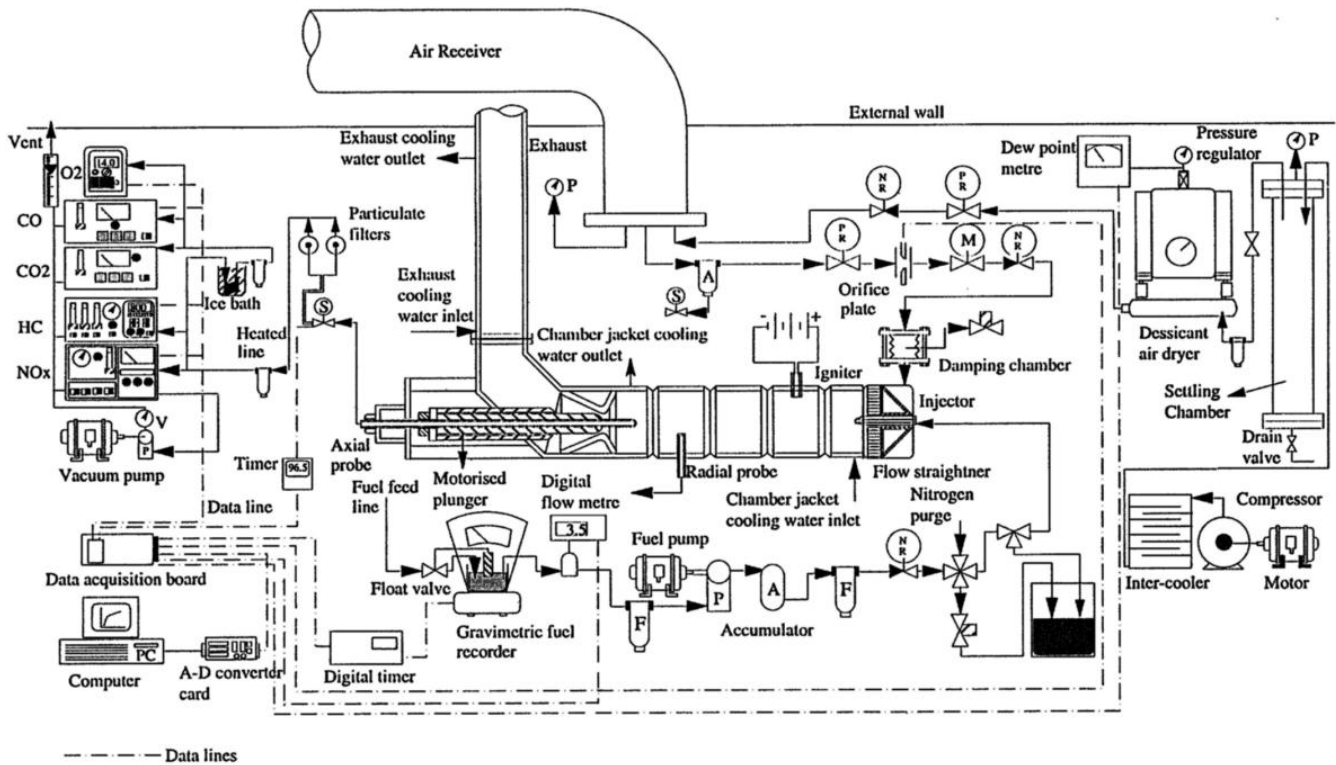 Air Receiver
External wall
Vent
Exhaust cooling
water outlet
Exhaust
Dew point
metre
Pressure
regulator
P
O2
14.0
P
N
R
P
R
CO
Particulate
filters
P
R
M
N
R
CO2
A
S
Orifice
plate
Ice bath
Exhaust
cooling
water inlet
S
- +
Dessicant
air dryer
HC
Heated
line
Chamber jacket cooling
water outlet
Damping chamber
NOx
Igniter
Injector
Settling
Chamber
V
P
Vacuum pump
Axial
probe
Timer
96.5
Motorised
plunger
Radial probe
Flow straightner
Drain
valve
Fuel feed
line
Digital
flow metre
Chamber jacket
cooling water inlet
Nitrogen
purge
Data line
3.5
Fuel pump
N
R
Compressor
Data acquisition board
Float valve
P
A
F
Inter-cooler
Motor
F
Accumulator
Gravimetric fuel
recorder
PC
Computer
A-D converter
card
Digital timer
Data lines